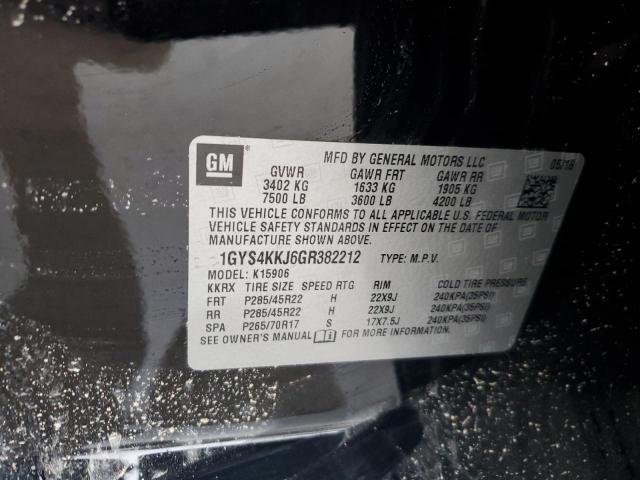 GM
MFD BY GENERAL MOTORS LLC 05/16
GVWR GAWR FRT GAWR RR
3402 KG 1633 KG 1905 KG
7500 LB 3600 LB 4200 LB
THIS VEHICLE CONFORMS TO ALL APPLICABLE U.S. FEDERAL MOTOR
VEHICLE SAFETY STANDARDS IN EFFECT ON THE DATE OF
MANUFACTURE SHOWN ABOVE.
1GYS4KKJ6GR382212 TYPE: M.P.V.
MODEL: K15906
KKRX TIRE SIZE SPEED RTG RIM COLD TIRE PRESSURE
FRT P285/45R22 H 22X9J 240KPA(35PSI)
RR P285/45R22 H 22X9J 240KPA(35PSI)
SPA P265/70R17 S 17X7.5J 240KPA(35PSI)
SEE OWNER'S MANUAL FOR MORE INFORMATION.